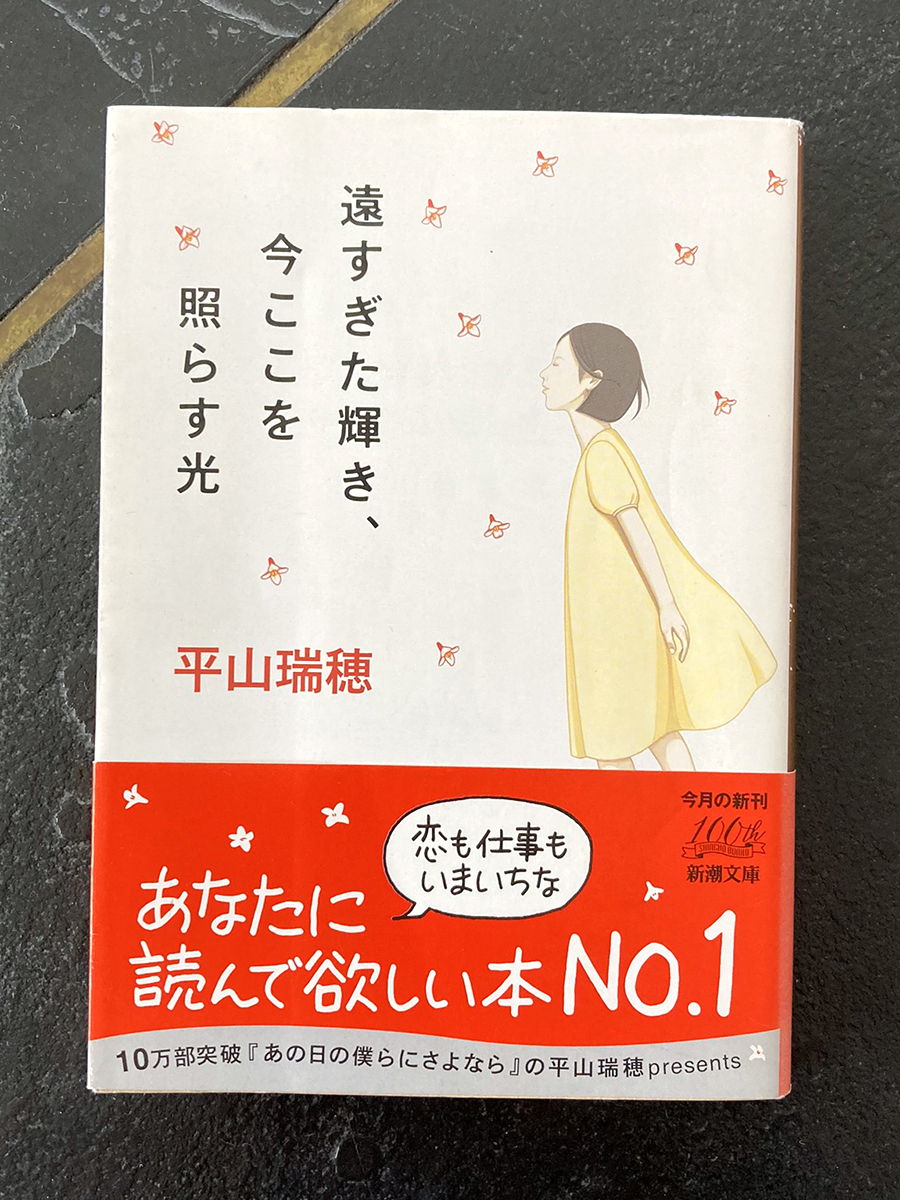 遠すぎた輝き、
今ここを
照らす光
平山瑞穂
今月の新刊
100th
SHINCHO BUNKO
新潮文庫
恋も仕事も
いまいちな
あなたに
読んで欲しい本No.1
10万部突破『あの日の僕らにさよなら』の平山瑞穂presents